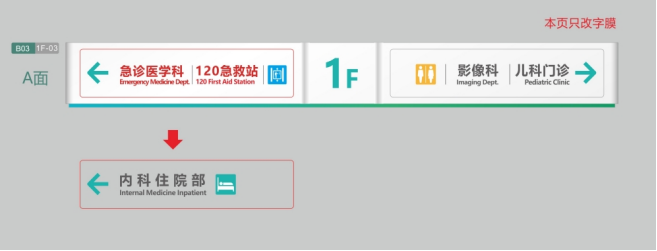 本页只改字膜
B03 1F-03
A面
急诊医学科 120急救站
Emergency Medicine Dept. 120 First Aid Station
1F
影像科 儿科门诊
Imaging Dept. Pediatric Clinic
内科住院部
Internal Medicine Inpatient